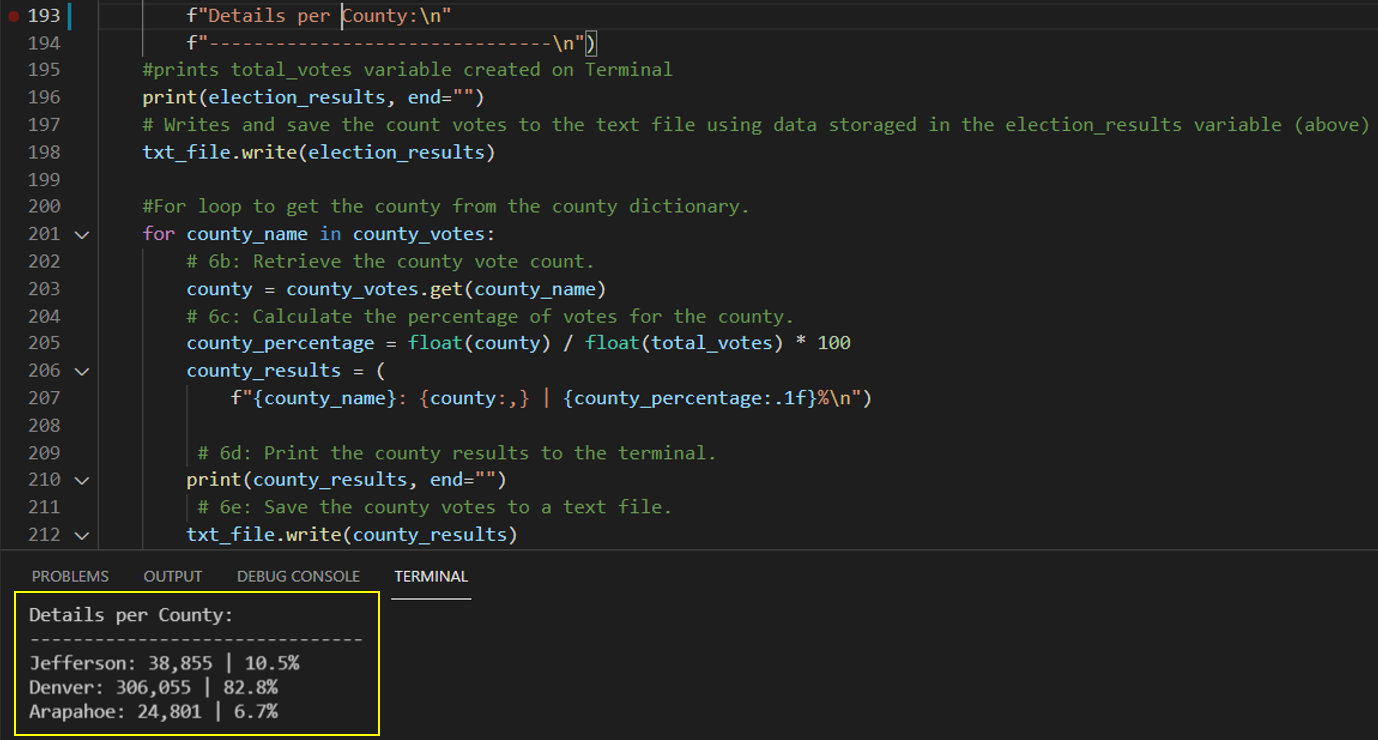 193 f"Details per County:\n"
194 f"-------------------------------\n")
195 #prints total_votes variable created on Terminal
196 print(election_results, end="")
197 # Writes and save the count votes to the text file using data storaged in the election_results variable (above)
198 txt_file.write(election_results)
199
200 #For loop to get the county from the county dictionary.
201 for county_name in county_votes:
202 # 6b: Retrieve the county vote count.
203 county = county_votes.get(county_name)
204 # 6c: Calculate the percentage of votes for the county.
205 county_percentage = float(county) / float(total_votes) * 100
206 county_results = (
207 f"{county_name}: {county:,} | {county_percentage:.1f}%\n")
208
209 # 6d: Print the county results to the terminal.
210 print(county_results, end="")
211 # 6e: Save the county votes to a text file.
212 txt_file.write(county_results)
PROBLEMS OUTPUT DEBUG CONSOLE TERMINAL
Details per County:
-------------------------------
Jefferson: 38,855 | 10.5%
Denver: 306,055 | 82.8%
Arapahoe: 24,801 | 6.7%